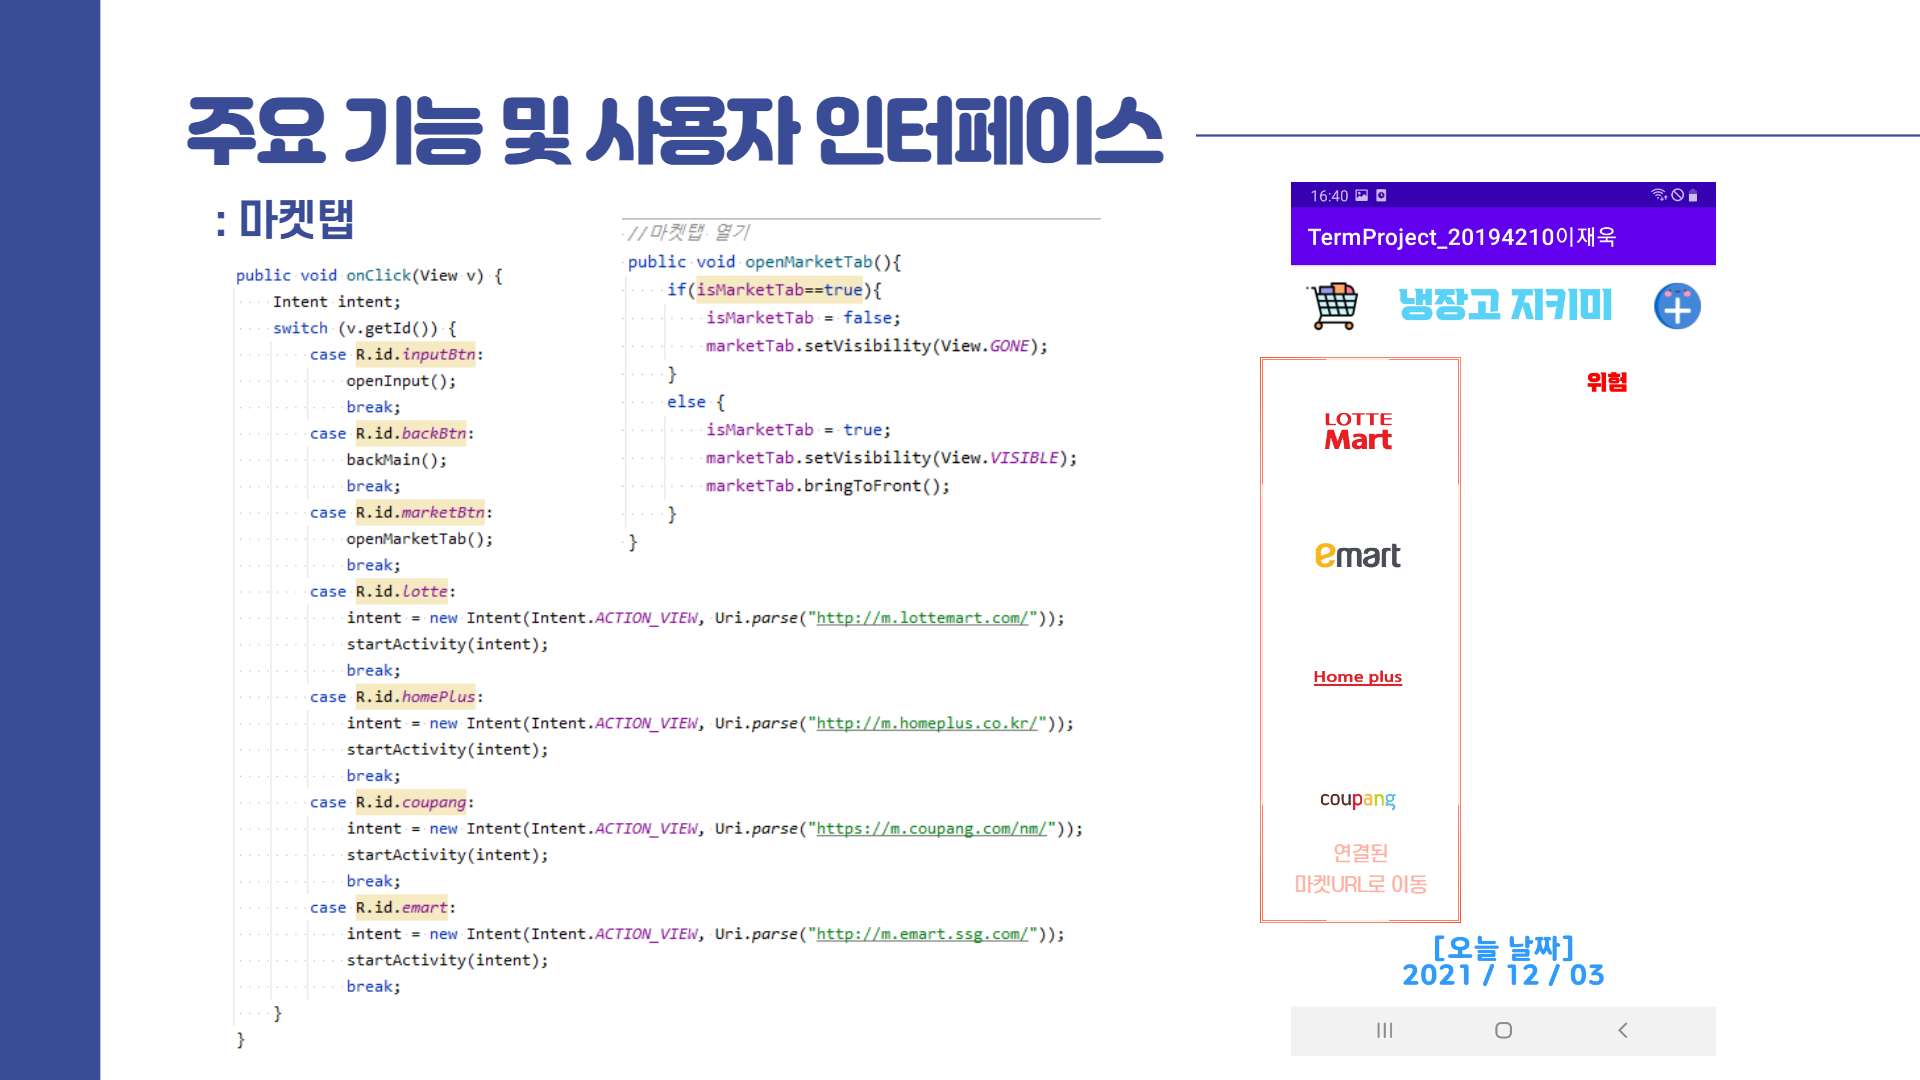 주요 기능 및 사용자 인터페이스
: 마켓탭
public void onClick(View v) {
Intent intent;
switch (v.getId()) {
case R.id.inputBtn:
openInput();
break;
case R.id.backBtn:
backMain();
break;
case R.id.marketBtn:
openMarketTab();
break;
case R.id.lotte:
intent = new Intent(Intent.ACTION_VIEW, Uri.parse("http://m.lottemart.com/"));
startActivity(intent);
break;
case R.id.homePlus:
intent = new Intent(Intent.ACTION_VIEW, Uri.parse("http://m.homeplus.co.kr/"));
startActivity(intent);
break;
case R.id.coupang:
intent = new Intent(Intent.ACTION_VIEW, Uri.parse("https://m.coupang.com/nm/"));
startActivity(intent);
break;
case R.id.emart:
intent = new Intent(Intent.ACTION_VIEW, Uri.parse("http://m.emart.ssg.com/"));
startActivity(intent);
break;
}
}
//마켓탭 열기
public void openMarketTab(){
if(isMarketTab==true){
isMarketTab = false;
marketTab.setVisibility(View.GONE);
}
else {
isMarketTab = true;
marketTab.setVisibility(View.VISIBLE);
marketTab.bringToFront();
}
}
16:40
TermProject_20194210이재욱
냉장고 지키미
위험
LOTTE
Mart
emart
Home plus
coupang
연결된
마켓URL로 이동
[오늘 날짜]
2021 / 12 / 03